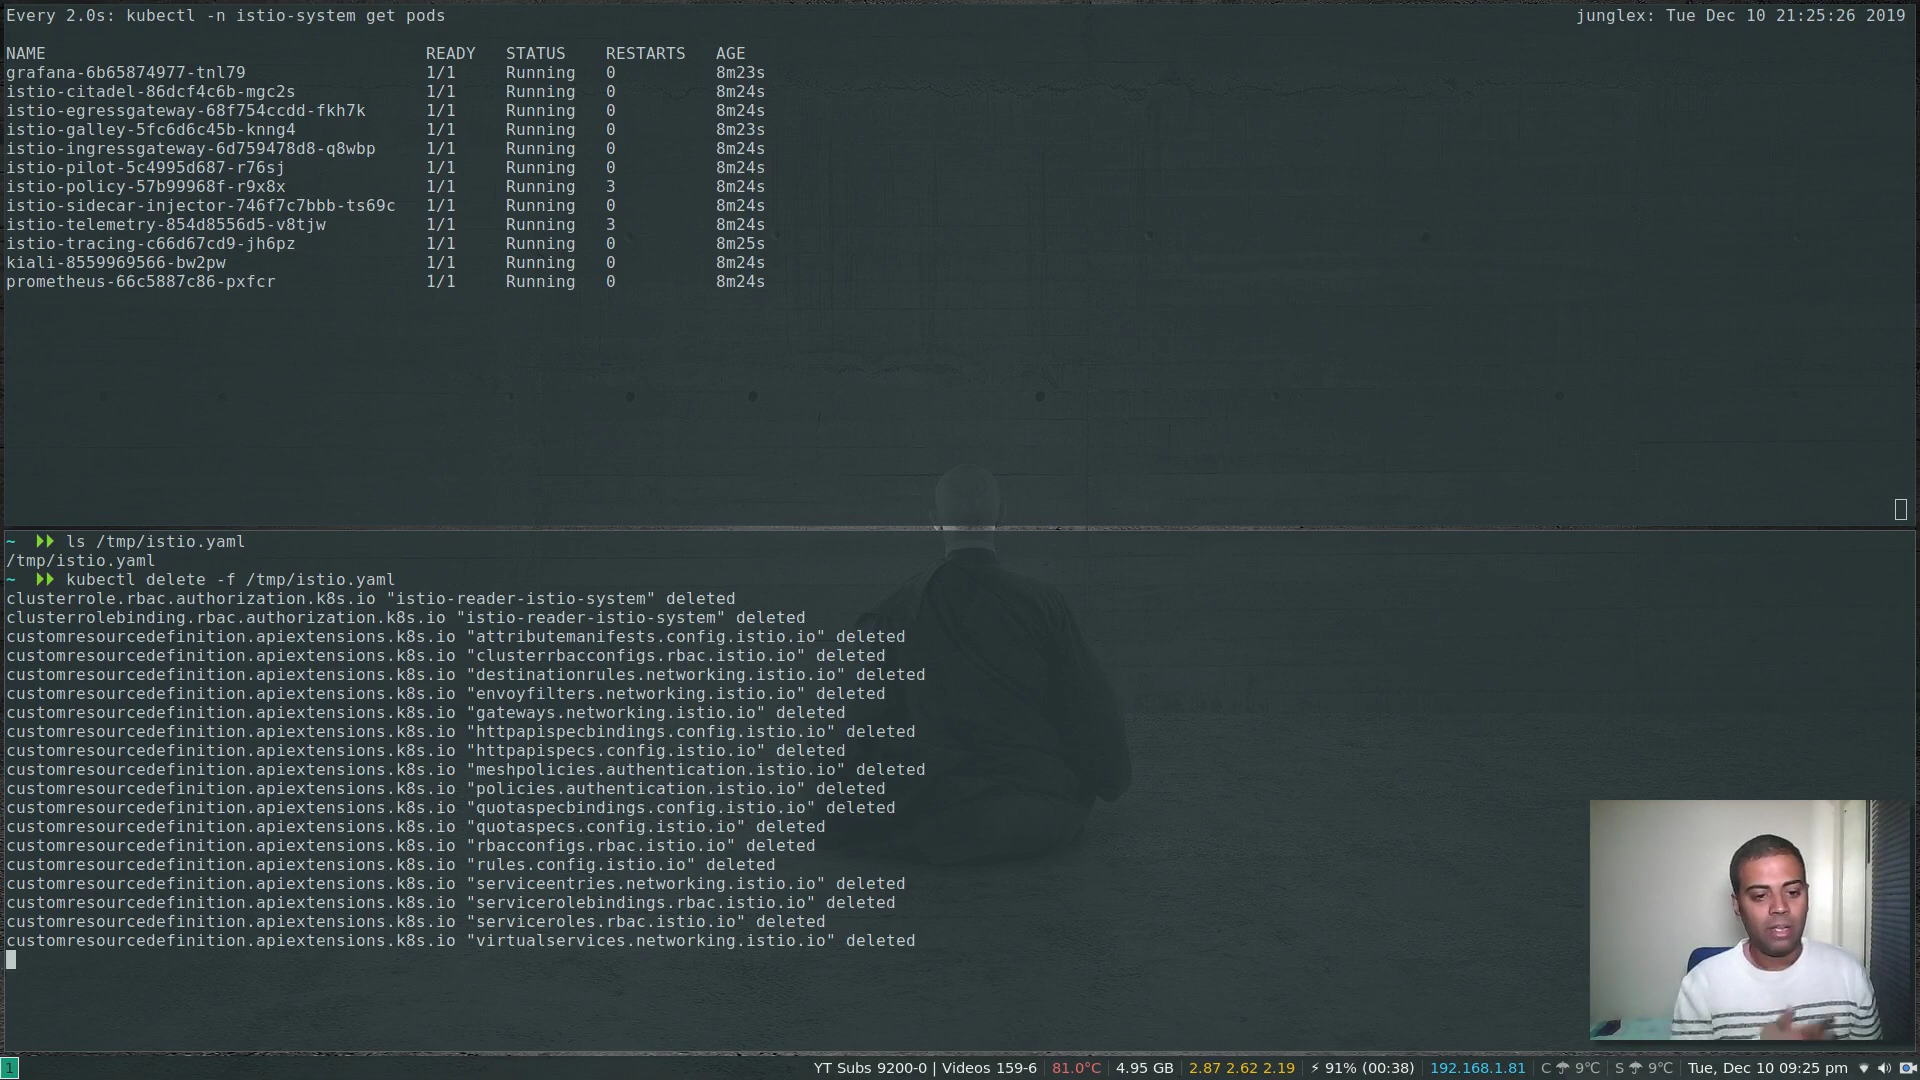 Every 2.0s: kubectl -n istio-system get pods junglex: Tue Dec 10 21:25:26 2019
NAME READY STATUS RESTARTS AGE
grafana-6b65874977-tnl79 1/1 Running 0 8m23s
istio-citadel-86dcf4c6b-mgc2s 1/1 Running 0 8m24s
istio-egressgateway-68f754ccdd-fkh7k 1/1 Running 0 8m24s
istio-galley-5fc6d6c45b-knng4 1/1 Running 0 8m23s
istio-ingressgateway-6d759478d8-q8wbp 1/1 Running 0 8m24s
istio-pilot-5c4995d687-r76sj 1/1 Running 0 8m24s
istio-policy-57b99968f-r9x8x 1/1 Running 3 8m24s
istio-sidecar-injector-746f7c7bbb-ts69c 1/1 Running 0 8m24s
istio-telemetry-854d8556d5-v8tjw 1/1 Running 3 8m24s
istio-tracing-c66d67cd9-jh6pz 1/1 Running 0 8m25s
kiali-8559969566-bw2pw 1/1 Running 0 8m24s
prometheus-66c5887c86-pxfcr 1/1 Running 0 8m24s
~ ls /tmp/istio.yaml
/tmp/istio.yaml
~ kubectl delete -f /tmp/istio.yaml
clusterrole.rbac.authorization.k8s.io "istio-reader-istio-system" deleted
clusterrolebinding.rbac.authorization.k8s.io "istio-reader-istio-system" deleted
customresourcedefinition.apiextensions.k8s.io "attributemanifests.config.istio.io" deleted
customresourcedefinition.apiextensions.k8s.io "clusterrbacconfigs.rbac.istio.io" deleted
customresourcedefinition.apiextensions.k8s.io "destinationrules.networking.istio.io" deleted
customresourcedefinition.apiextensions.k8s.io "envoyfilters.networking.istio.io" deleted
customresourcedefinition.apiextensions.k8s.io "gateways.networking.istio.io" deleted
customresourcedefinition.apiextensions.k8s.io "httpapispecbindings.config.istio.io" deleted
customresourcedefinition.apiextensions.k8s.io "httpapispecs.config.istio.io" deleted
customresourcedefinition.apiextensions.k8s.io "meshpolicies.authentication.istio.io" deleted
customresourcedefinition.apiextensions.k8s.io "policies.authentication.istio.io" deleted
customresourcedefinition.apiextensions.k8s.io "quotaspecbindings.config.istio.io" deleted
customresourcedefinition.apiextensions.k8s.io "quotaspecs.config.istio.io" deleted
customresourcedefinition.apiextensions.k8s.io "rbacconfigs.rbac.istio.io" deleted
customresourcedefinition.apiextensions.k8s.io "rules.config.istio.io" deleted
customresourcedefinition.apiextensions.k8s.io "serviceentries.networking.istio.io" deleted
customresourcedefinition.apiextensions.k8s.io "servicerolebindings.rbac.istio.io" deleted
customresourcedefinition.apiextensions.k8s.io "serviceroles.rbac.istio.io" deleted
customresourcedefinition.apiextensions.k8s.io "virtualservices.networking.istio.io" deleted
1 YT Subs 9200-0 | Videos 159-6 81.0°C 4.95 GB 2.87 2.62 2.19 ⚡ 91% (00:38) 192.168.1.81 C ☂ 9°C S ☂ 9°C Tue, Dec 10 09:25 pm